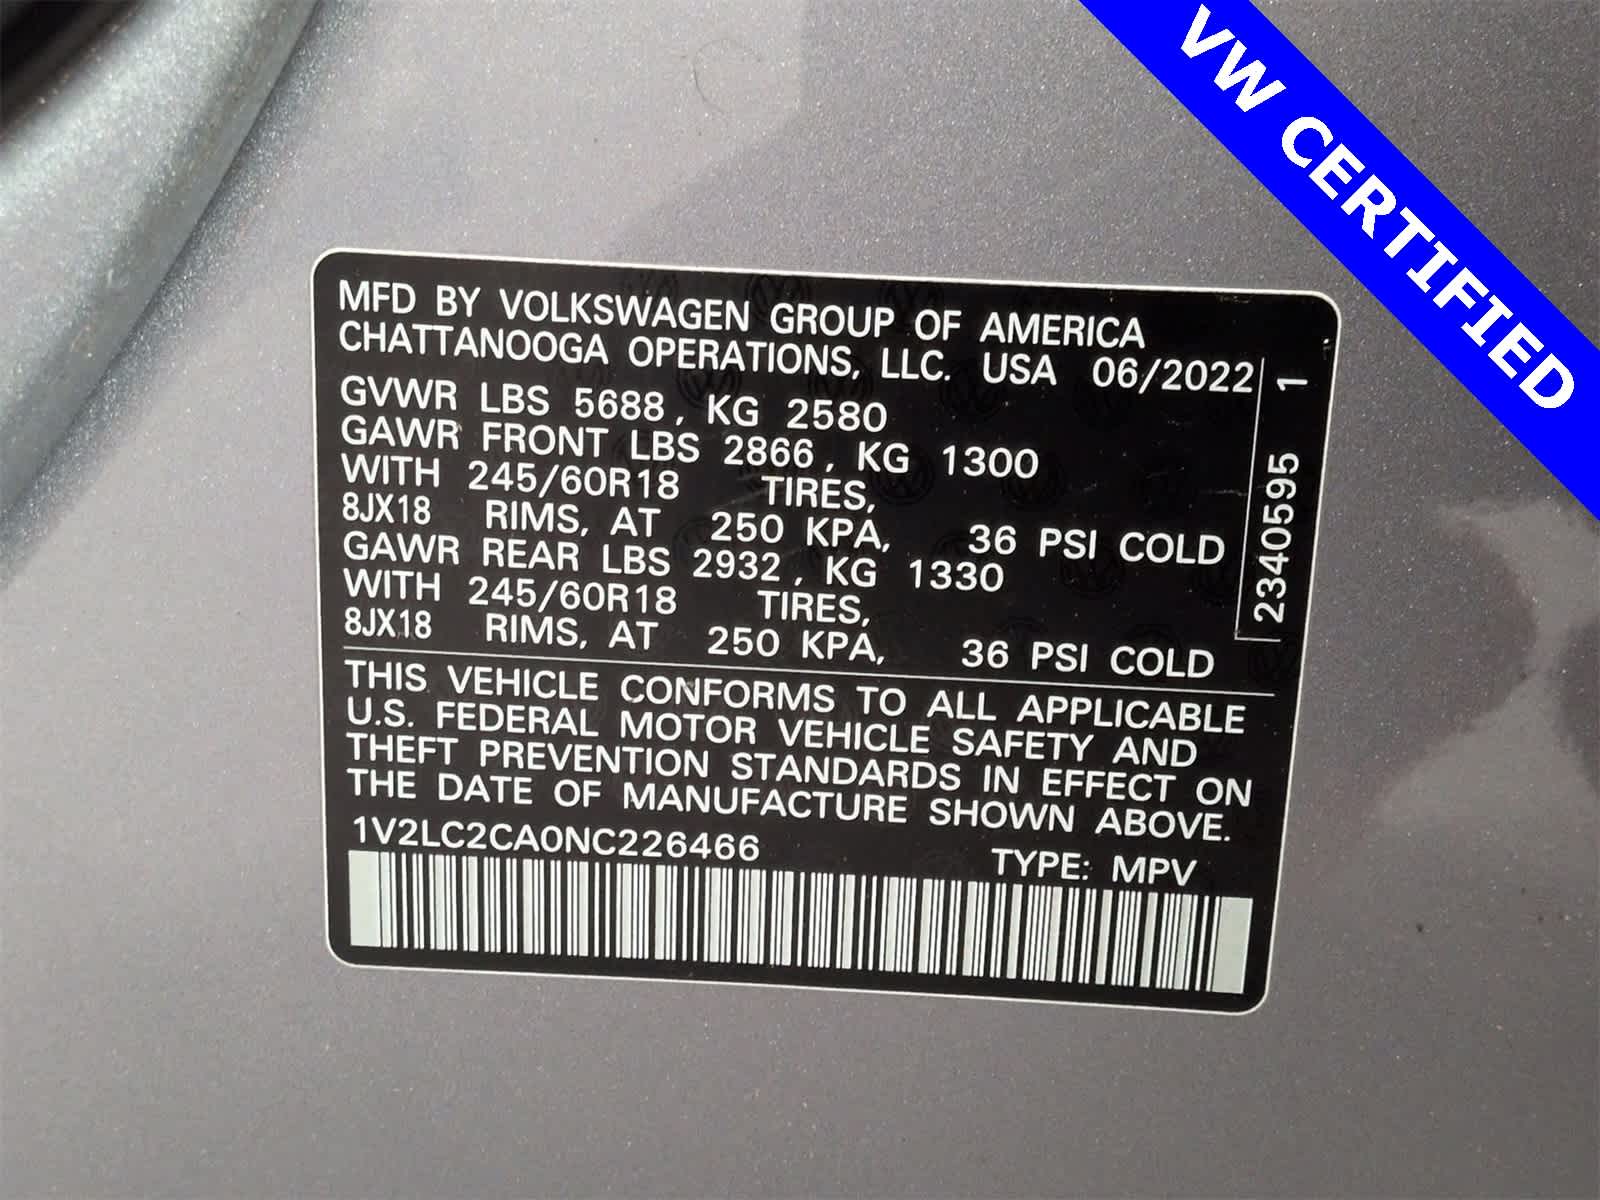 VW CERTIFIED
MFD BY VOLKSWAGEN GROUP OF AMERICA
CHATTANOOGA OPERATIONS, LLC. USA 06/2022
GVWR LBS 5688, KG 2580
GAWR FRONT LBS 2866, KG 1300
WITH 245/60R18 TIRES,
8JX18 RIMS, AT 250 KPA, 36 PSI COLD
GAWR REAR LBS 2932, KG 1330
WITH 245/60R18 TIRES,
8JX18 RIMS, AT 250 KPA, 36 PSI COLD
23405595 1
THIS VEHICLE CONFORMS TO ALL APPLICABLE
U.S. FEDERAL MOTOR VEHICLE SAFETY AND
THEFT PREVENTION STANDARDS IN EFFECT ON
THE DATE OF MANUFACTURE SHOWN ABOVE.
1V2LC2CA0NC226466 TYPE: MPV